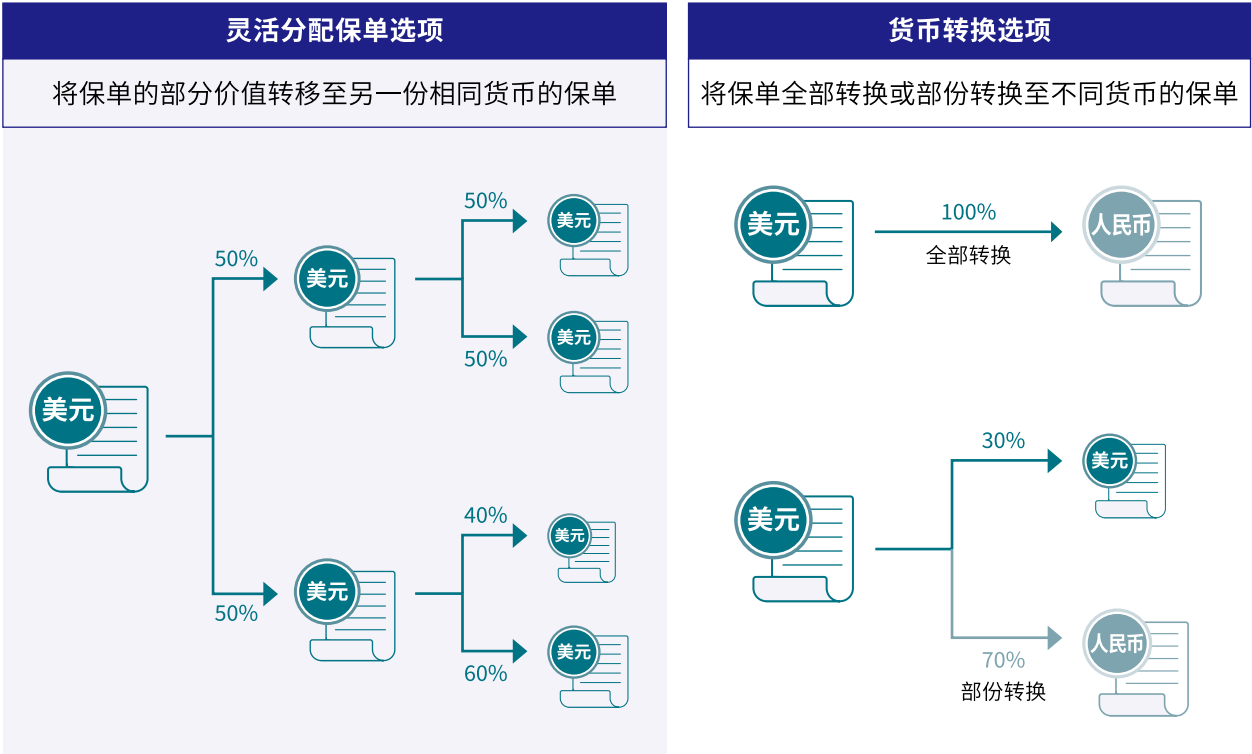 灵活分配保单选项
将保单的部分价值转移至另一份相同货币的保单
50%
美元
50%
美元
50%
美元
美元
50%
美元
50%
美元
40%
美元
60%
美元
货币转换选项
将保单全部转换或部份转换至不同货币的保单
美元
100%
全部转换
人民币
美元
30%
美元
70%
部份转换
人民币